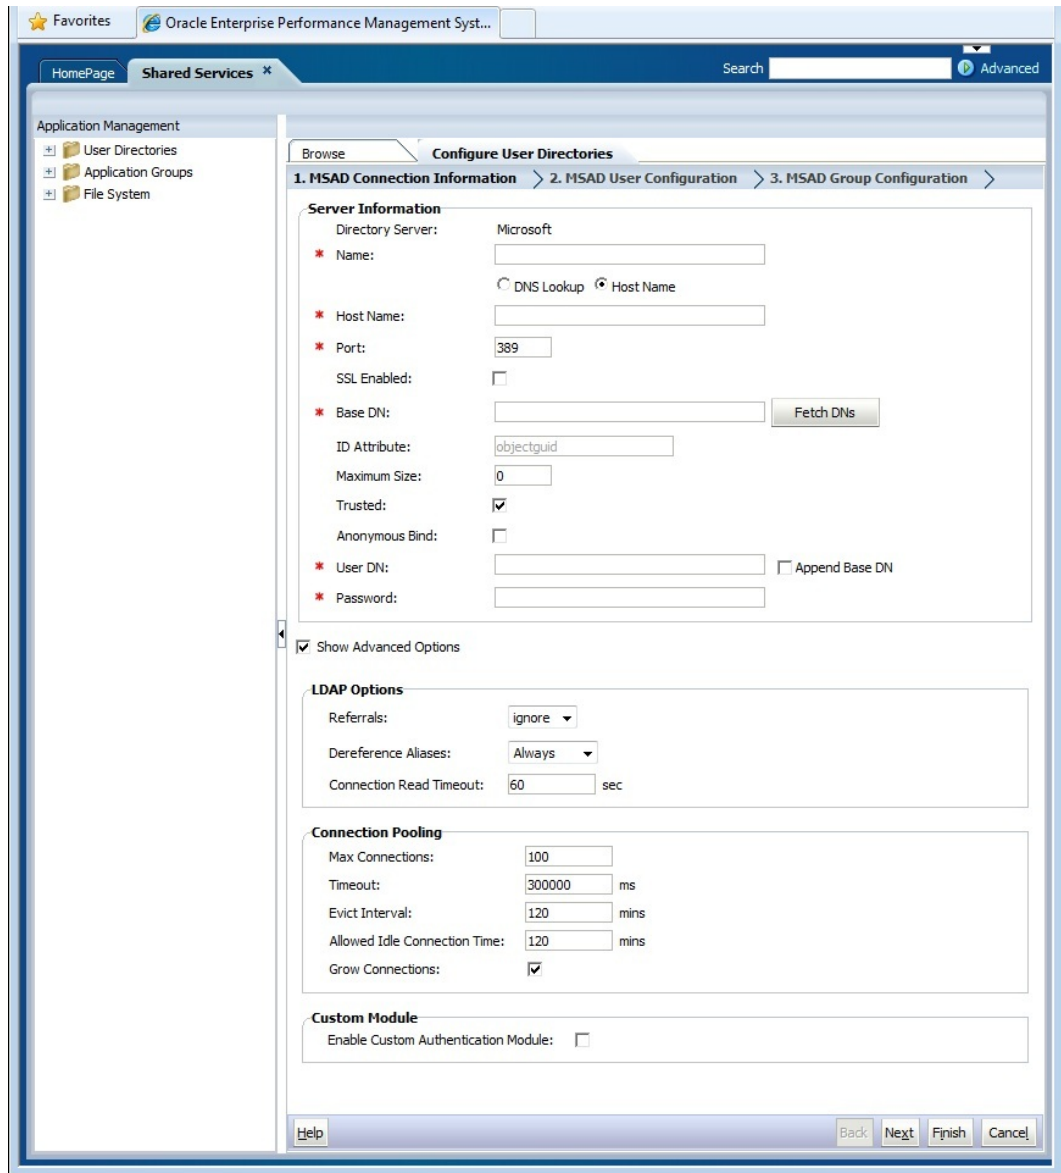 Favorites
Oracle Enterprise Performance Management Syst...
HomePage
Shared Services
Search
Advanced
Application Management
User Directories
Application Groups
File System
Browse
Configure User Directories
1. MSAD Connection Information
2. MSAD User Configuration
3. MSAD Group Configuration
Server Information
Directory Server: Microsoft
* Name:
DNS Lookup Host Name
* Host Name:
* Port: 389
SSL Enabled:
* Base DN: Fetch DNs
ID Attribute: objectguid
Maximum Size: 0
Trusted:
Anonymous Bind:
* User DN: Append Base DN
* Password:
Show Advanced Options
LDAP Options
Referrals: ignore
Dereference Aliases: Always
Connection Read Timeout: 60 sec
Connection Pooling
Max Connections: 100
Timeout: 300000 ms
Evict Interval: 120 mins
Allowed Idle Connection Time: 120 mins
Grow Connections:
Custom Module
Enable Custom Authentication Module:
Help
Back Next Finish Cancel